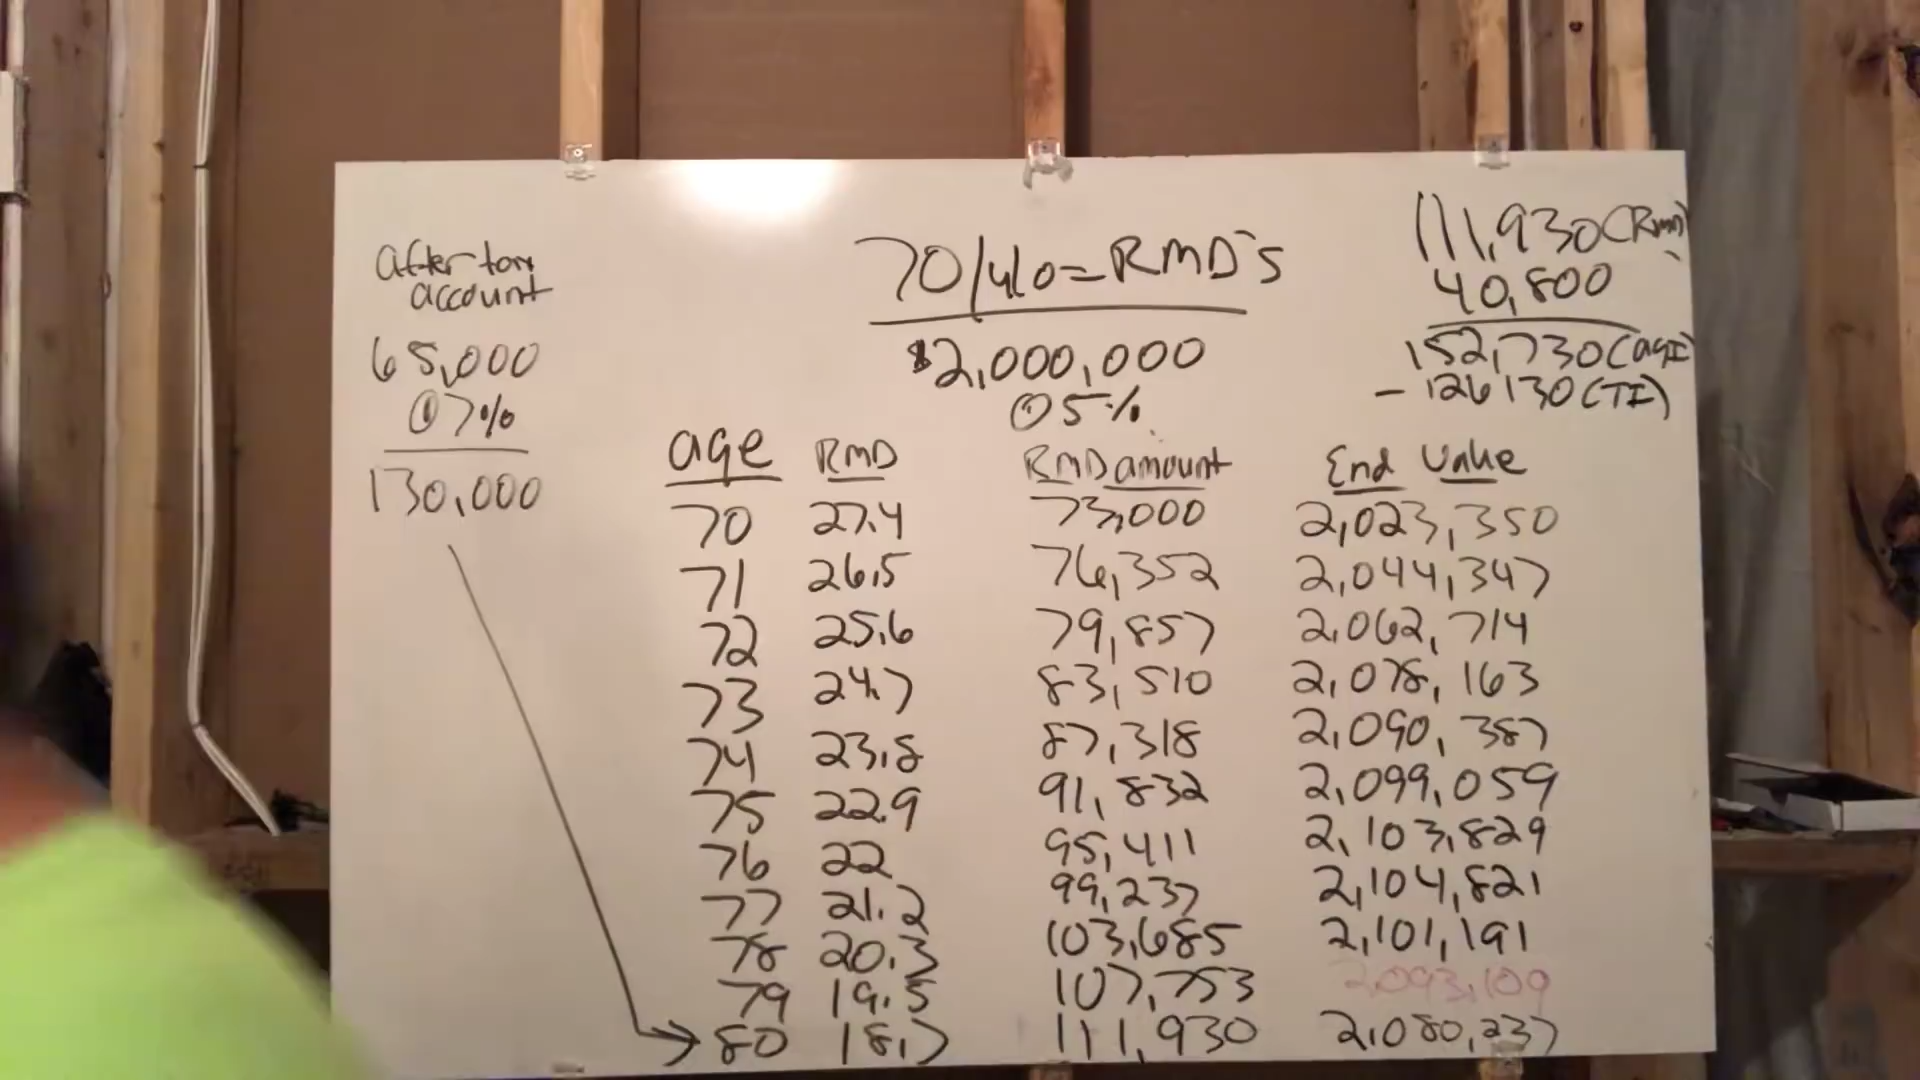 after tax
account
65,000
@7%
130,000
70/y/o = RMD's
$2,000,000
@5%
111,930 (RMD)
40,800
152,730 (AGI)
- 126130 (TI)
age RMD RMD amount End Value
70 27.4 73,000 2,023,350
71 26.5 76,352 2,044,347
72 25.6 79,857 2,062,714
73 24.7 83,510 2,078,163
74 23.8 87,318 2,090,387
75 22.9 91,832 2,099,059
76 22 95,411 2,103,829
77 21.2 99,237 2,104,821
78 20.3 103,685 2,101,191
79 19.5 107,753 2,093,109
80 18.7 111,930 2,080,237